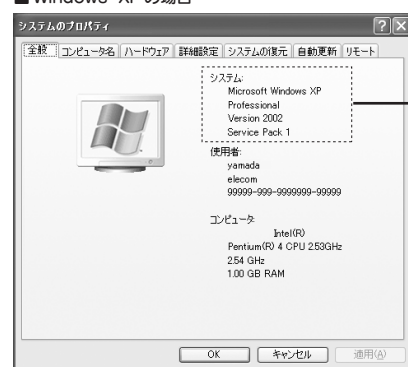 ■ Windows XP の場合
システムのプロパティ
全般 コンピュータ名 ハードウェア 詳細設定 システムの復元 自動更新 リモート
システム:
Microsoft Windows XP
Professional
Version 2002
Service Pack 1
使用者:
yamada
elecom
99999-999-9999999-99999
コンピュータ:
Intel(R)
Pentium(R) 4 CPU 2.53GHz
2.54 GHz
1.00 GB RAM
OK キャンセル 適用(A)